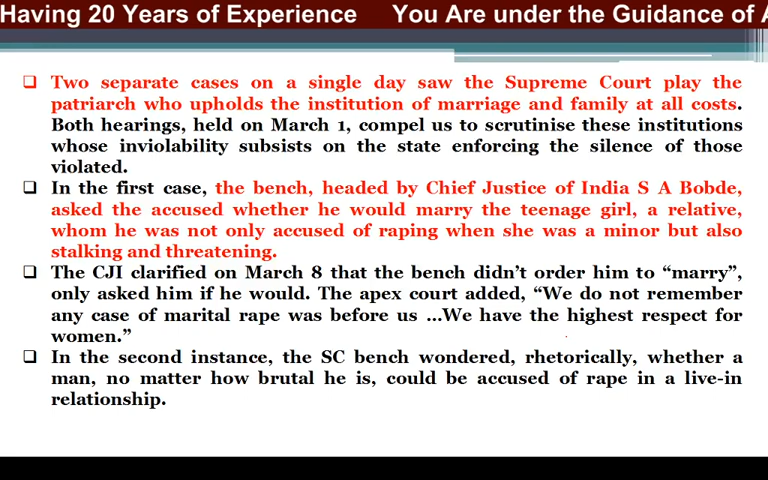 Having 20 Years of Experience You Are under the Guidance of A
❑ Two separate cases on a single day saw the Supreme Court play the
patriarch who upholds the institution of marriage and family at all costs.
Both hearings, held on March 1, compel us to scrutinise these institutions
whose inviolability subsists on the state enforcing the silence of those
violated.
❑ In the first case, the bench, headed by Chief Justice of India S A Bobde,
asked the accused whether he would marry the teenage girl, a relative,
whom he was not only accused of raping when she was a minor but also
stalking and threatening.
❑ The CJI clarified on March 8 that the bench didn’t order him to “marry”,
only asked him if he would. The apex court added, “We do not remember
any case of marital rape was before us …We have the highest respect for
women.”
❑ In the second instance, the SC bench wondered, rhetorically, whether a
man, no matter how brutal he is, could be accused of rape in a live-in
relationship.